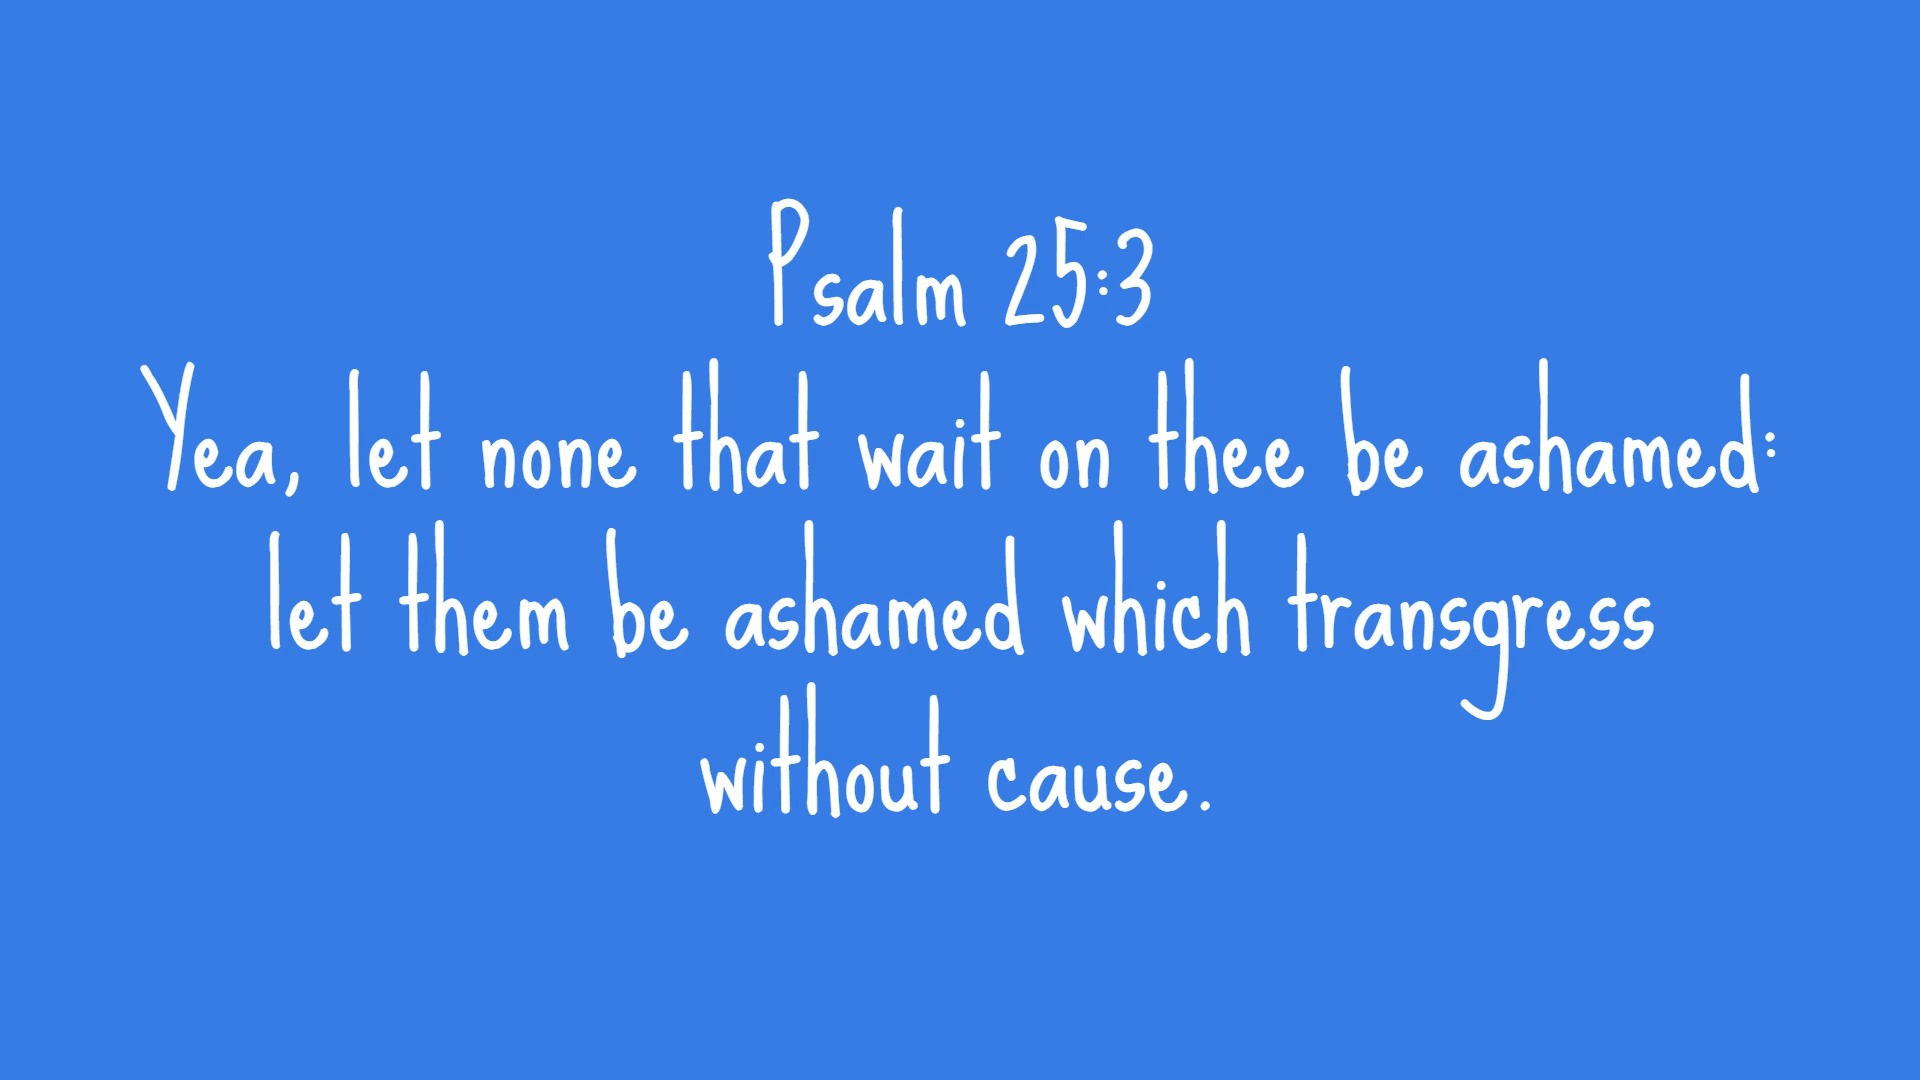 Psalm 25:3
Yea, let none that wait on thee be ashamed:
let them be ashamed which transgress
without cause.